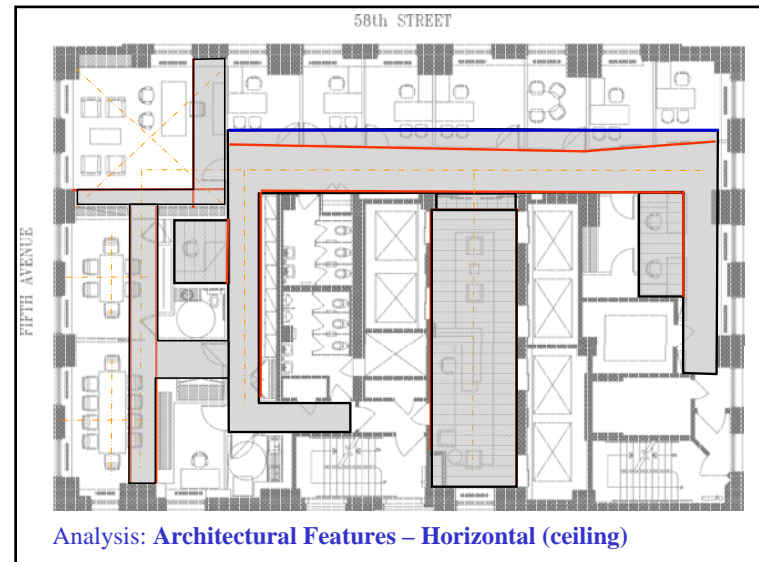 58th STREET
FIFTH AVENUE
Analysis: Architectural Features – Horizontal (ceiling)